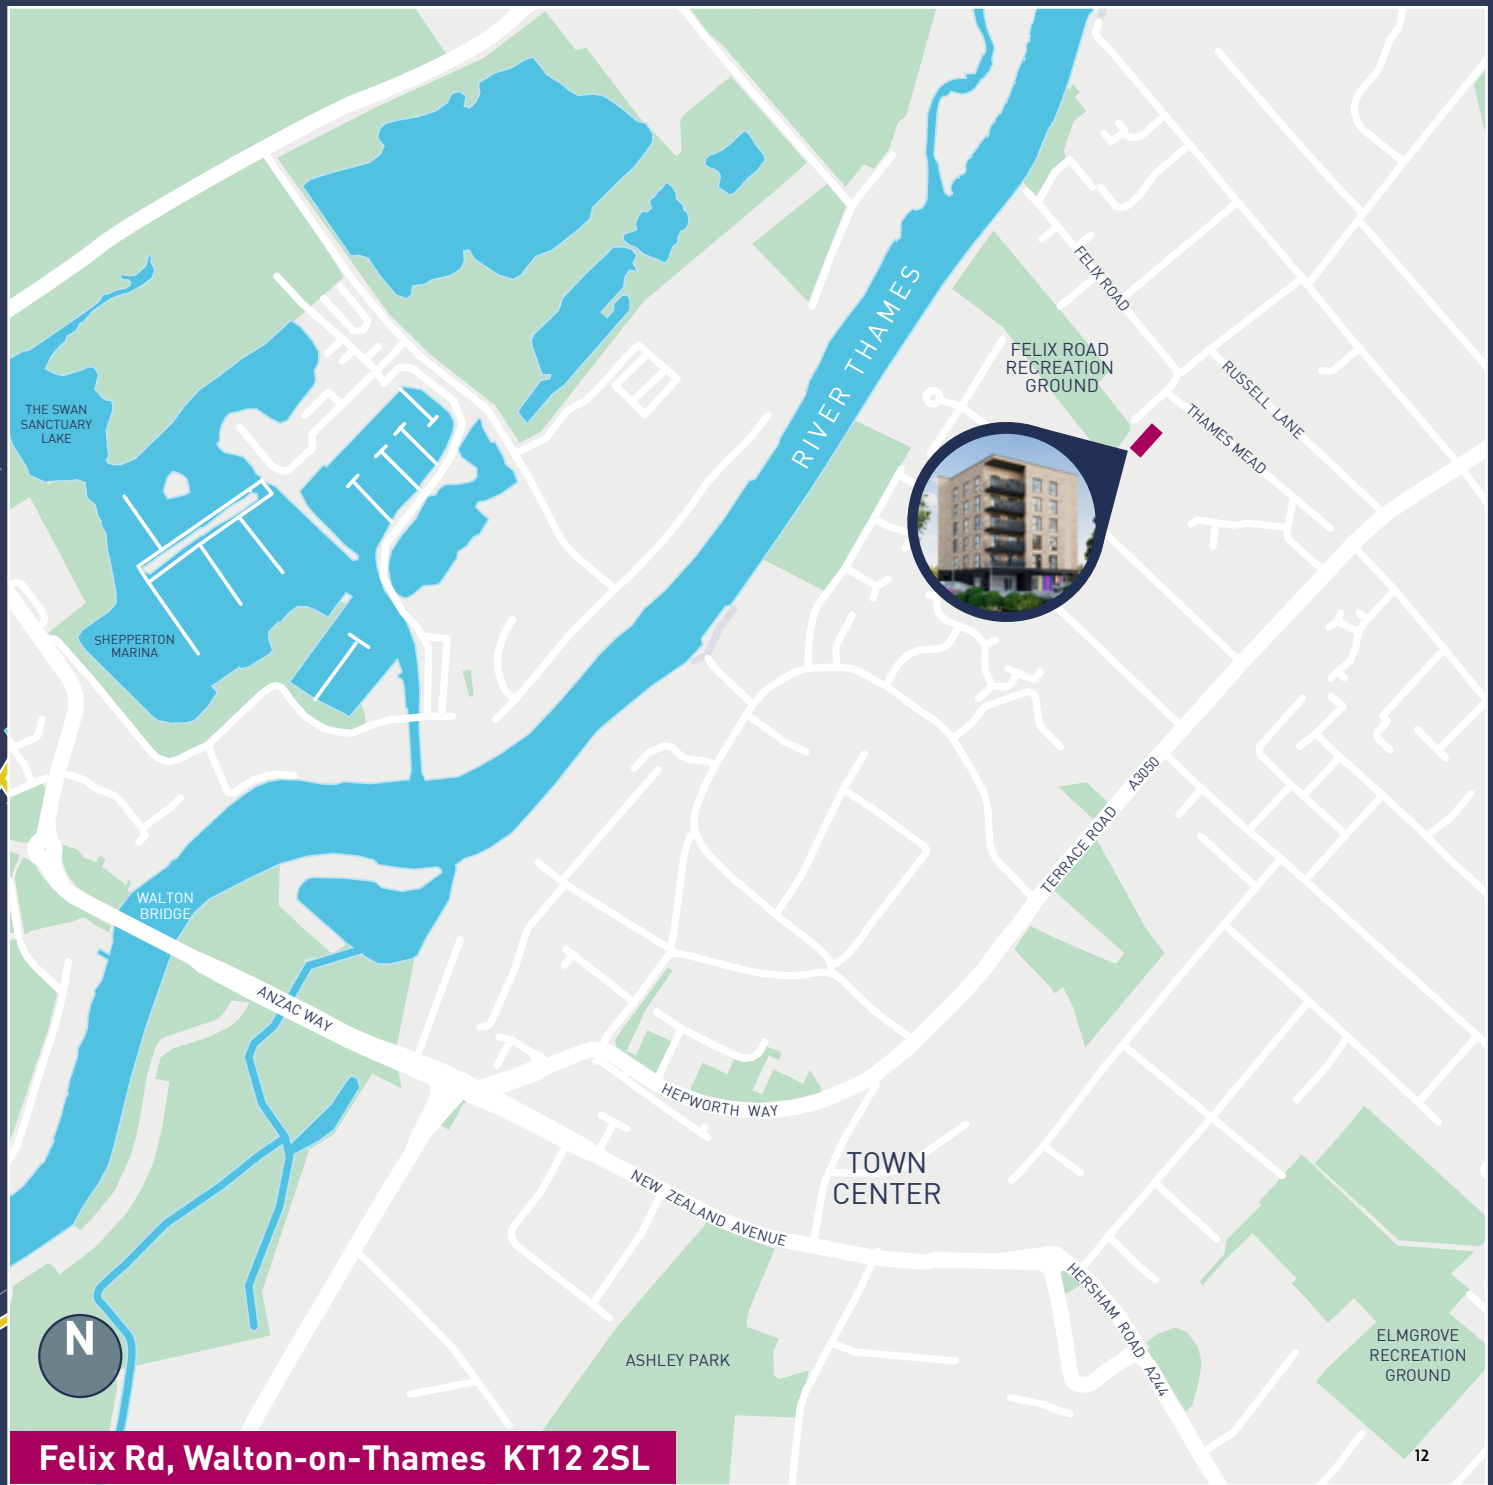 FELIX ROAD
RIVER THAMES
FELIX ROAD
RECREATION
GROUND
RUSSELL LANE
THAMES MEAD
THE SWAN
SANCTUARY
LAKE
SHEPPERTON
MARINA
A3050
TERRACE ROAD
WALTON
BRIDGE
ANZAC WAY
HEPWORTH WAY
TOWN
CENTER
NEW ZEALAND AVENUE
HERSHAM ROAD A244
N
ASHLEY PARK
ELMGROVE
RECREATION
GROUND
Felix Rd, Walton-on-Thames KT12 2SL
12